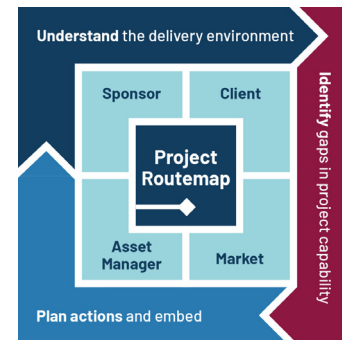 Understand the delivery environment
Sponsor
Client
Project
Routemap
Asset
Manager
Market
Identify gaps in project capability
Plan actions and embed